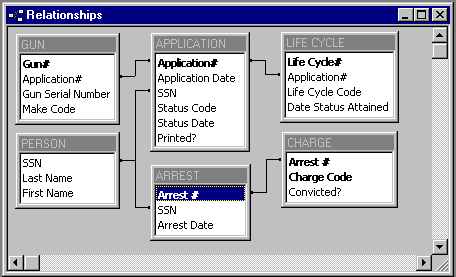 Relationships
GUN
Gun#
Application#
Gun Serial Number
Make Code
APPLICATION
Application#
Application Date
SSN
Status Code
Status Date
Printed?
LIFE CYCLE
Life Cycle#
Application#
Life Cycle Code
Date Status Attained
PERSON
SSN
Last Name
First Name
ARREST
Arrest #
SSN
Arrest Date
CHARGE
Arrest #
Charge Code
Convicted?